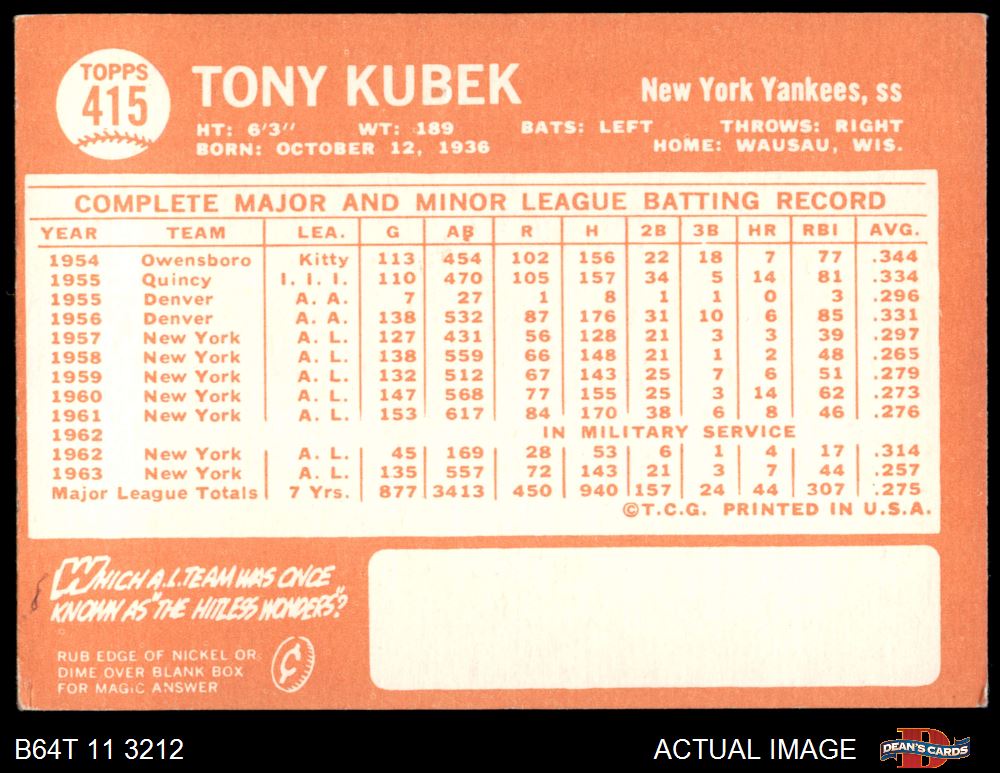 TOPPS
415
TONY KUBEK
New York Yankees, ss
HT: 6'3" WT: 189 BATS: LEFT THROWS: RIGHT
BORN: OCTOBER 12, 1936 HOME: WAUSAU, WIS.
COMPLETE MAJOR AND MINOR LEAGUE BATTING RECORD
YEAR TEAM LEA. G AB R H 2B 3B HR RBI AVG.
1954 Owensboro Kitty 113 454 102 156 22 18 7 77 .344
1955 Quincy I. I. I. 110 470 105 157 34 5 14 81 .334
1955 Denver A. A. 7 27 1 8 1 1 0 3 .296
1956 Denver A. A. 138 532 87 176 31 10 6 85 .331
1957 New York A. L. 127 431 56 128 21 3 3 39 .297
1958 New York A. L. 138 559 66 148 21 1 2 48 .265
1959 New York A. L. 132 512 67 143 25 7 6 51 .279
1960 New York A. L. 147 568 77 155 25 3 14 62 .273
1961 New York A. L. 153 617 84 170 38 6 8 46 .276
1962 IN MILITARY SERVICE
1962 New York A. L. 45 169 28 53 6 1 4 17 .314
1963 New York A. L. 135 557 72 143 21 3 7 44 .257
Major League Totals 7 Yrs. 877 3413 450 940 157 24 44 307 .275
©T.C.G. PRINTED IN U.S.A.
WHICH A.L. TEAM WAS ONCE
KNOWN AS "THE HITLESS WONDERS"?
RUB EDGE OF NICKEL OR
DIME OVER BLANK BOX
FOR MAGIC ANSWER
¢
B64T 11 3212
ACTUAL IMAGE
DEAN'S CARDS